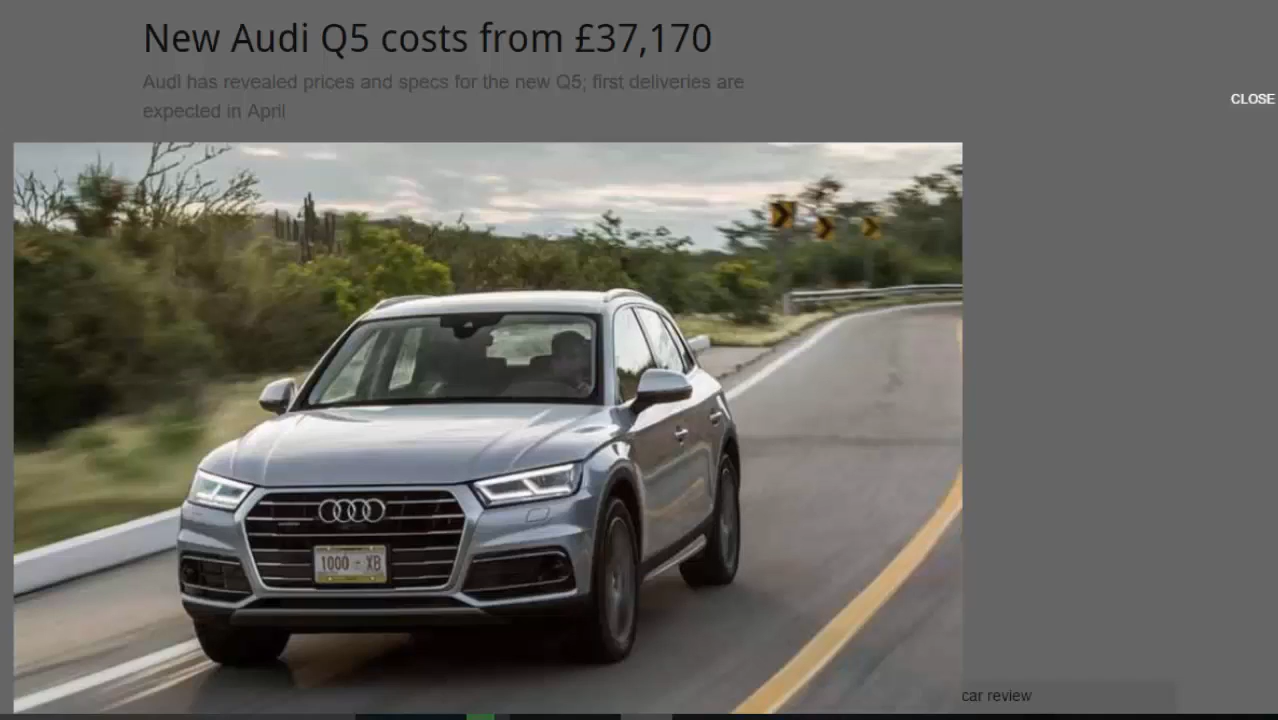 New Audi Q5 costs from £37,170
Audi has revealed prices and specs for the new Q5; first deliveries are
expected in April
CLOSE
1000 - XB
car review